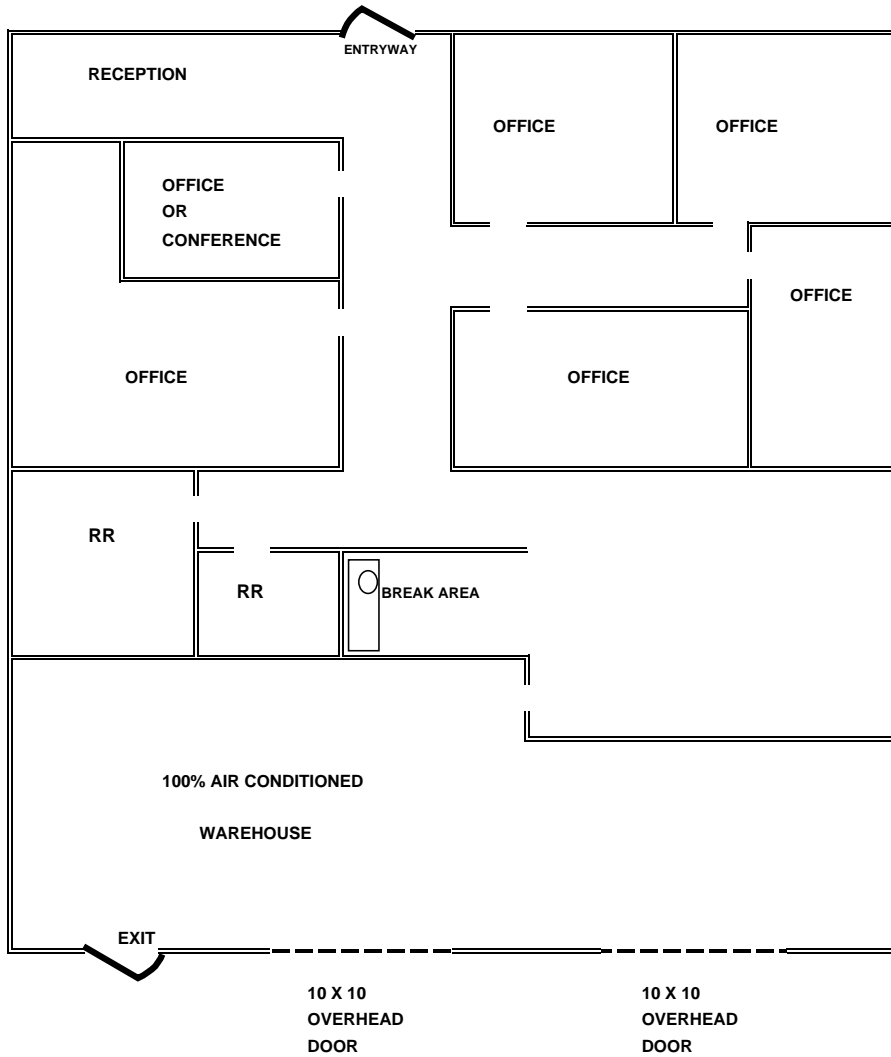 ENTRYWAY
RECEPTION
OFFICE
OFFICE
OFFICE
OR
CONFERENCE
OFFICE
OFFICE
OFFICE
RR
RR
BREAK AREA
100% AIR CONDITIONED
WAREHOUSE
EXIT
10 X 10
OVERHEAD
DOOR
10 X 10
OVERHEAD
DOOR